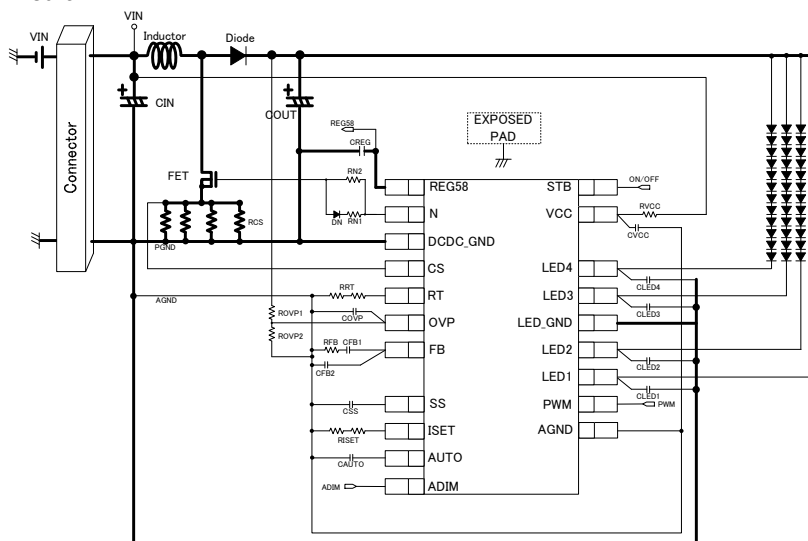 VIN
VIN
Inductor
Diode
Connector
CIN
COUT
REG58
CREG
EXPOSED
PAD
FET
RN2
DN
RN1
RCS
PGND
AGND
REG58
N
DCDC_GND
CS
RT
OVP
FB
SS
ISET
AUTO
ADIM
STB
VCC
LED4
LED3
LED_GND
LED2
LED1
PWM
AGND
ON/OFF
RVCC
CVCC
CLED4
CLED3
CLED2
CLED1
PWM
RRT
COVP
ROVP1
ROVP2
RFB
CFB1
CFB2
CSS
RISET
CAUTO
ADIM